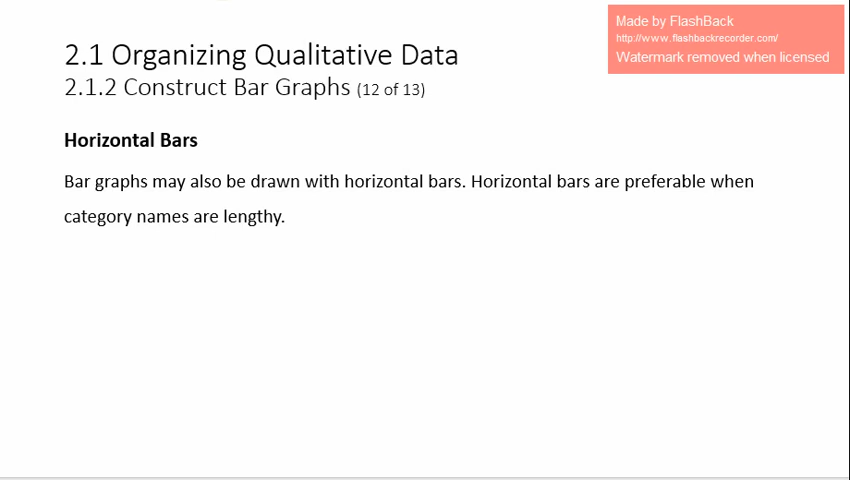 2.1 Organizing Qualitative Data
2.1.2 Construct Bar Graphs (12 of 13)
Made by FlashBack
http://www.flashbackrecorder.com/
Watermark removed when licensed
Horizontal Bars
Bar graphs may also be drawn with horizontal bars. Horizontal bars are preferable when
category names are lengthy.